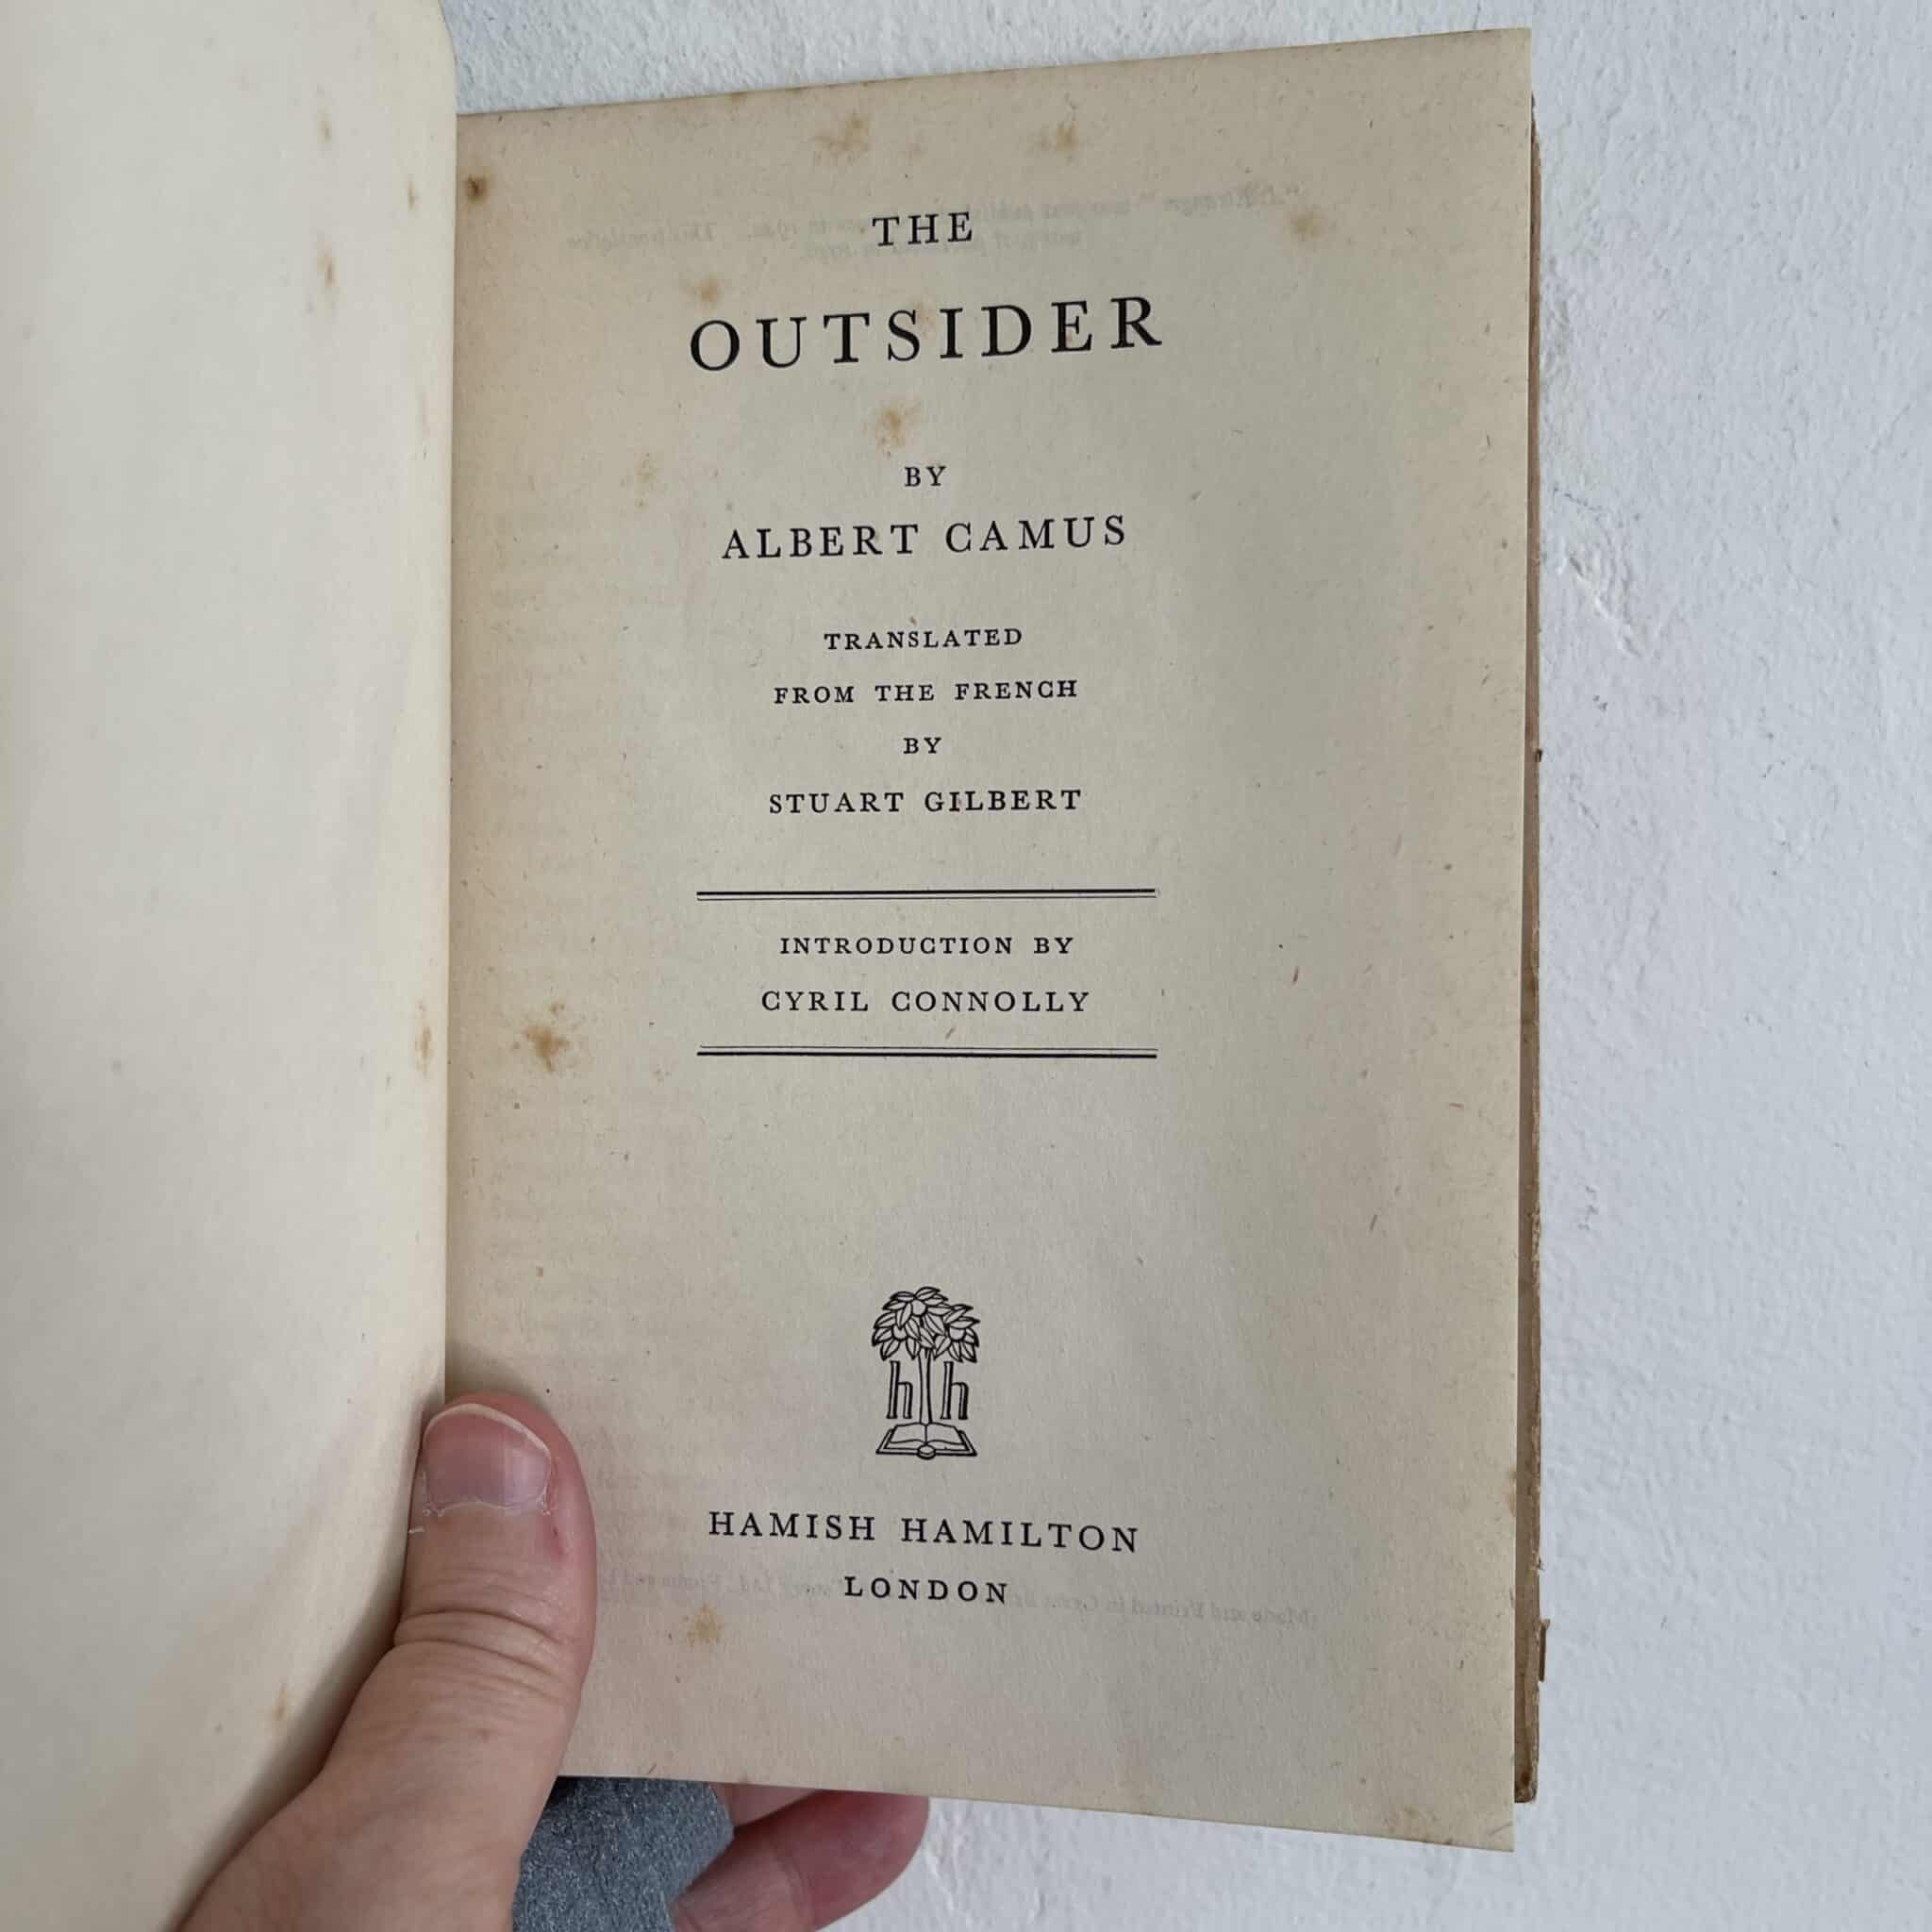 THE
OUTSIDER
BY
ALBERT CAMUS
TRANSLATED
FROM THE FRENCH
BY
STUART GILBERT
INTRODUCTION BY
CYRIL CONNOLLY
h h
HAMISH HAMILTON
LONDON